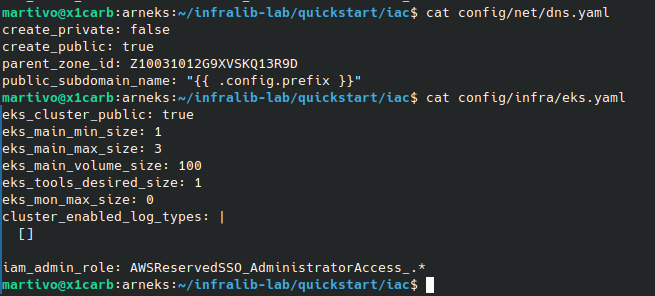 martivo@x1carb:arneks:~/infralib-lab/quickstart/iac$ cat config/net/dns.yaml
create_private: false
create_public: true
parent_zone_id: Z10031012G9XVSKQ13R9D
public_subdomain_name: "{{ .config.prefix }}"
martivo@x1carb:arneks:~/infralib-lab/quickstart/iac$ cat config/infra/eks.yaml
eks_cluster_public: true
eks_main_min_size: 1
eks_main_max_size: 3
eks_main_volume_size: 100
eks_tools_desired_size: 1
eks_mon_max_size: 0
cluster_enabled_log_types: |
  []

iam_admin_role: AWSReservedSSO_AdministratorAccess_.*
martivo@x1carb:arneks:~/infralib-lab/quickstart/iac$